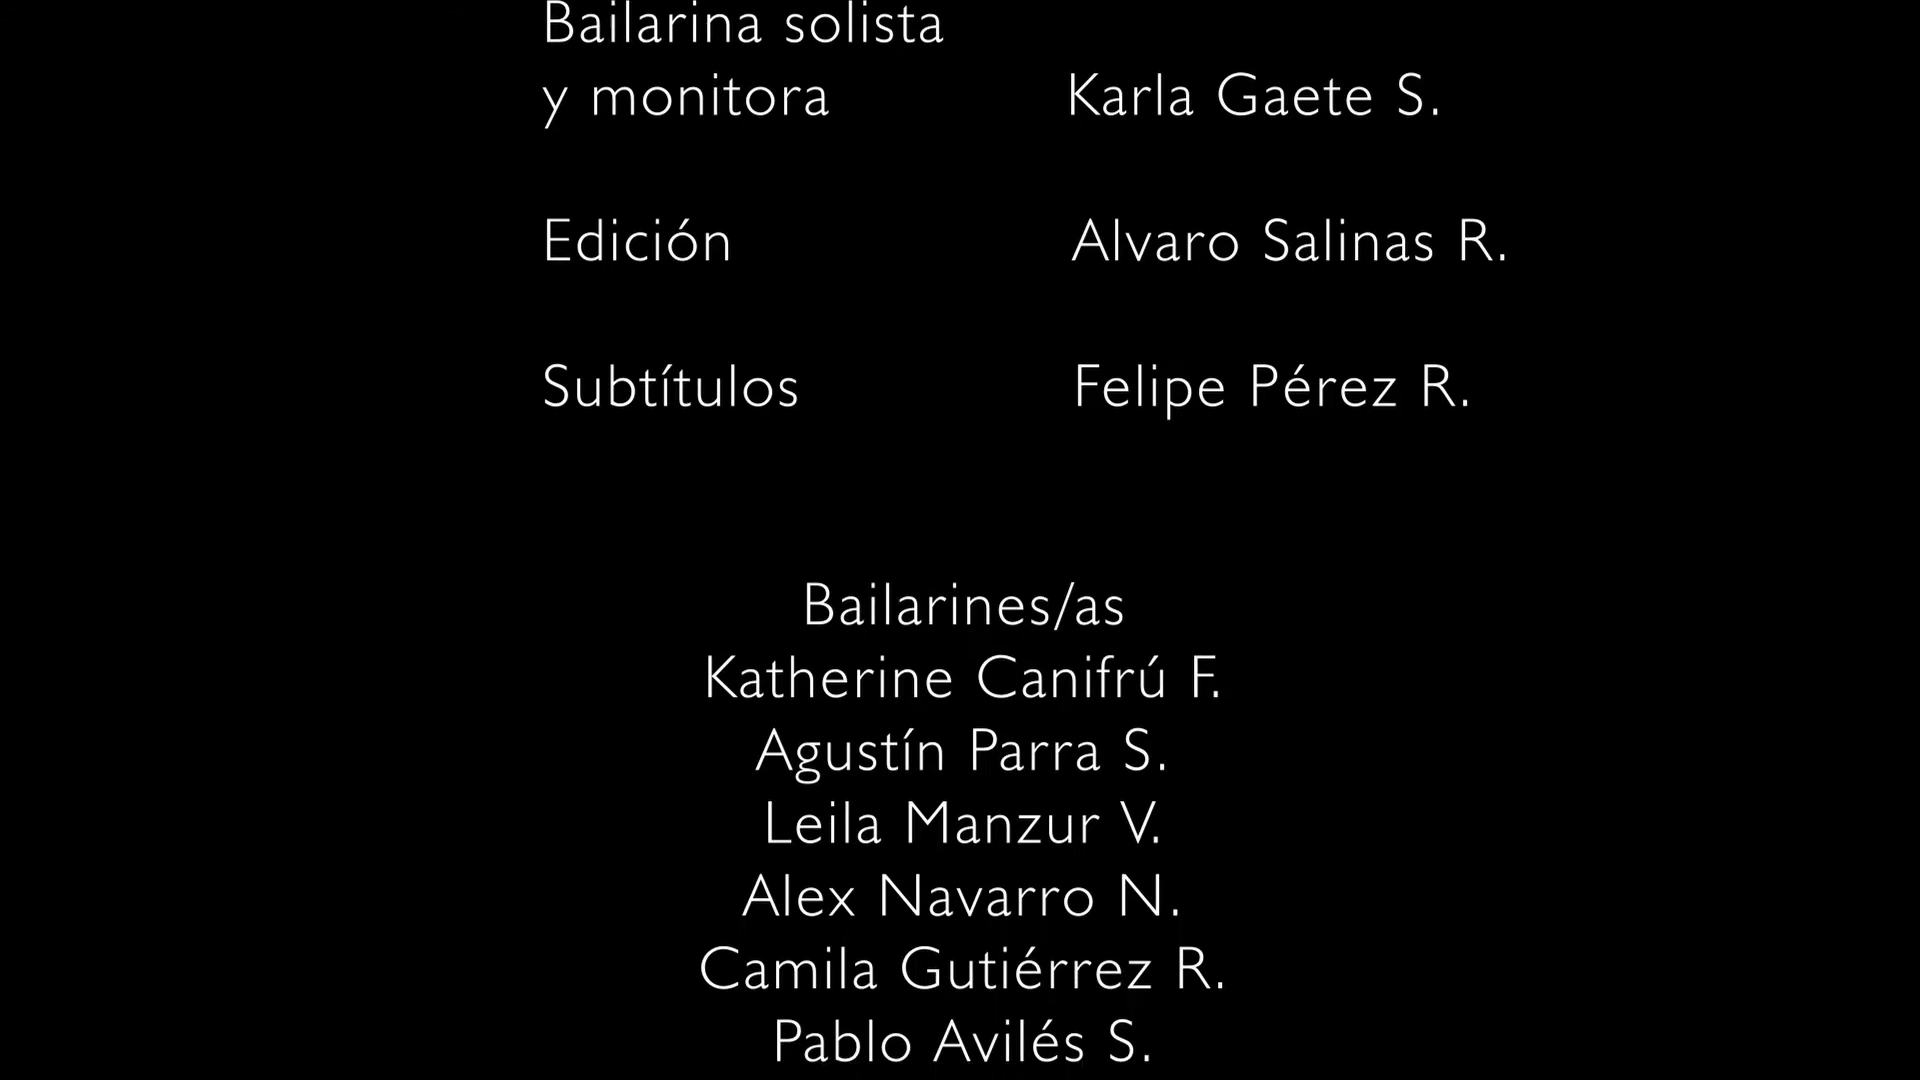 Bailarina solista
y monitora Karla Gaete S.
Edición Alvaro Salinas R.
Subtítulos Felipe Pérez R.
Bailarines/as
Katherine Canifrú F.
Agustín Parra S.
Leila Manzur V.
Alex Navarro N.
Camila Gutiérrez R.
Pablo Avilés S.